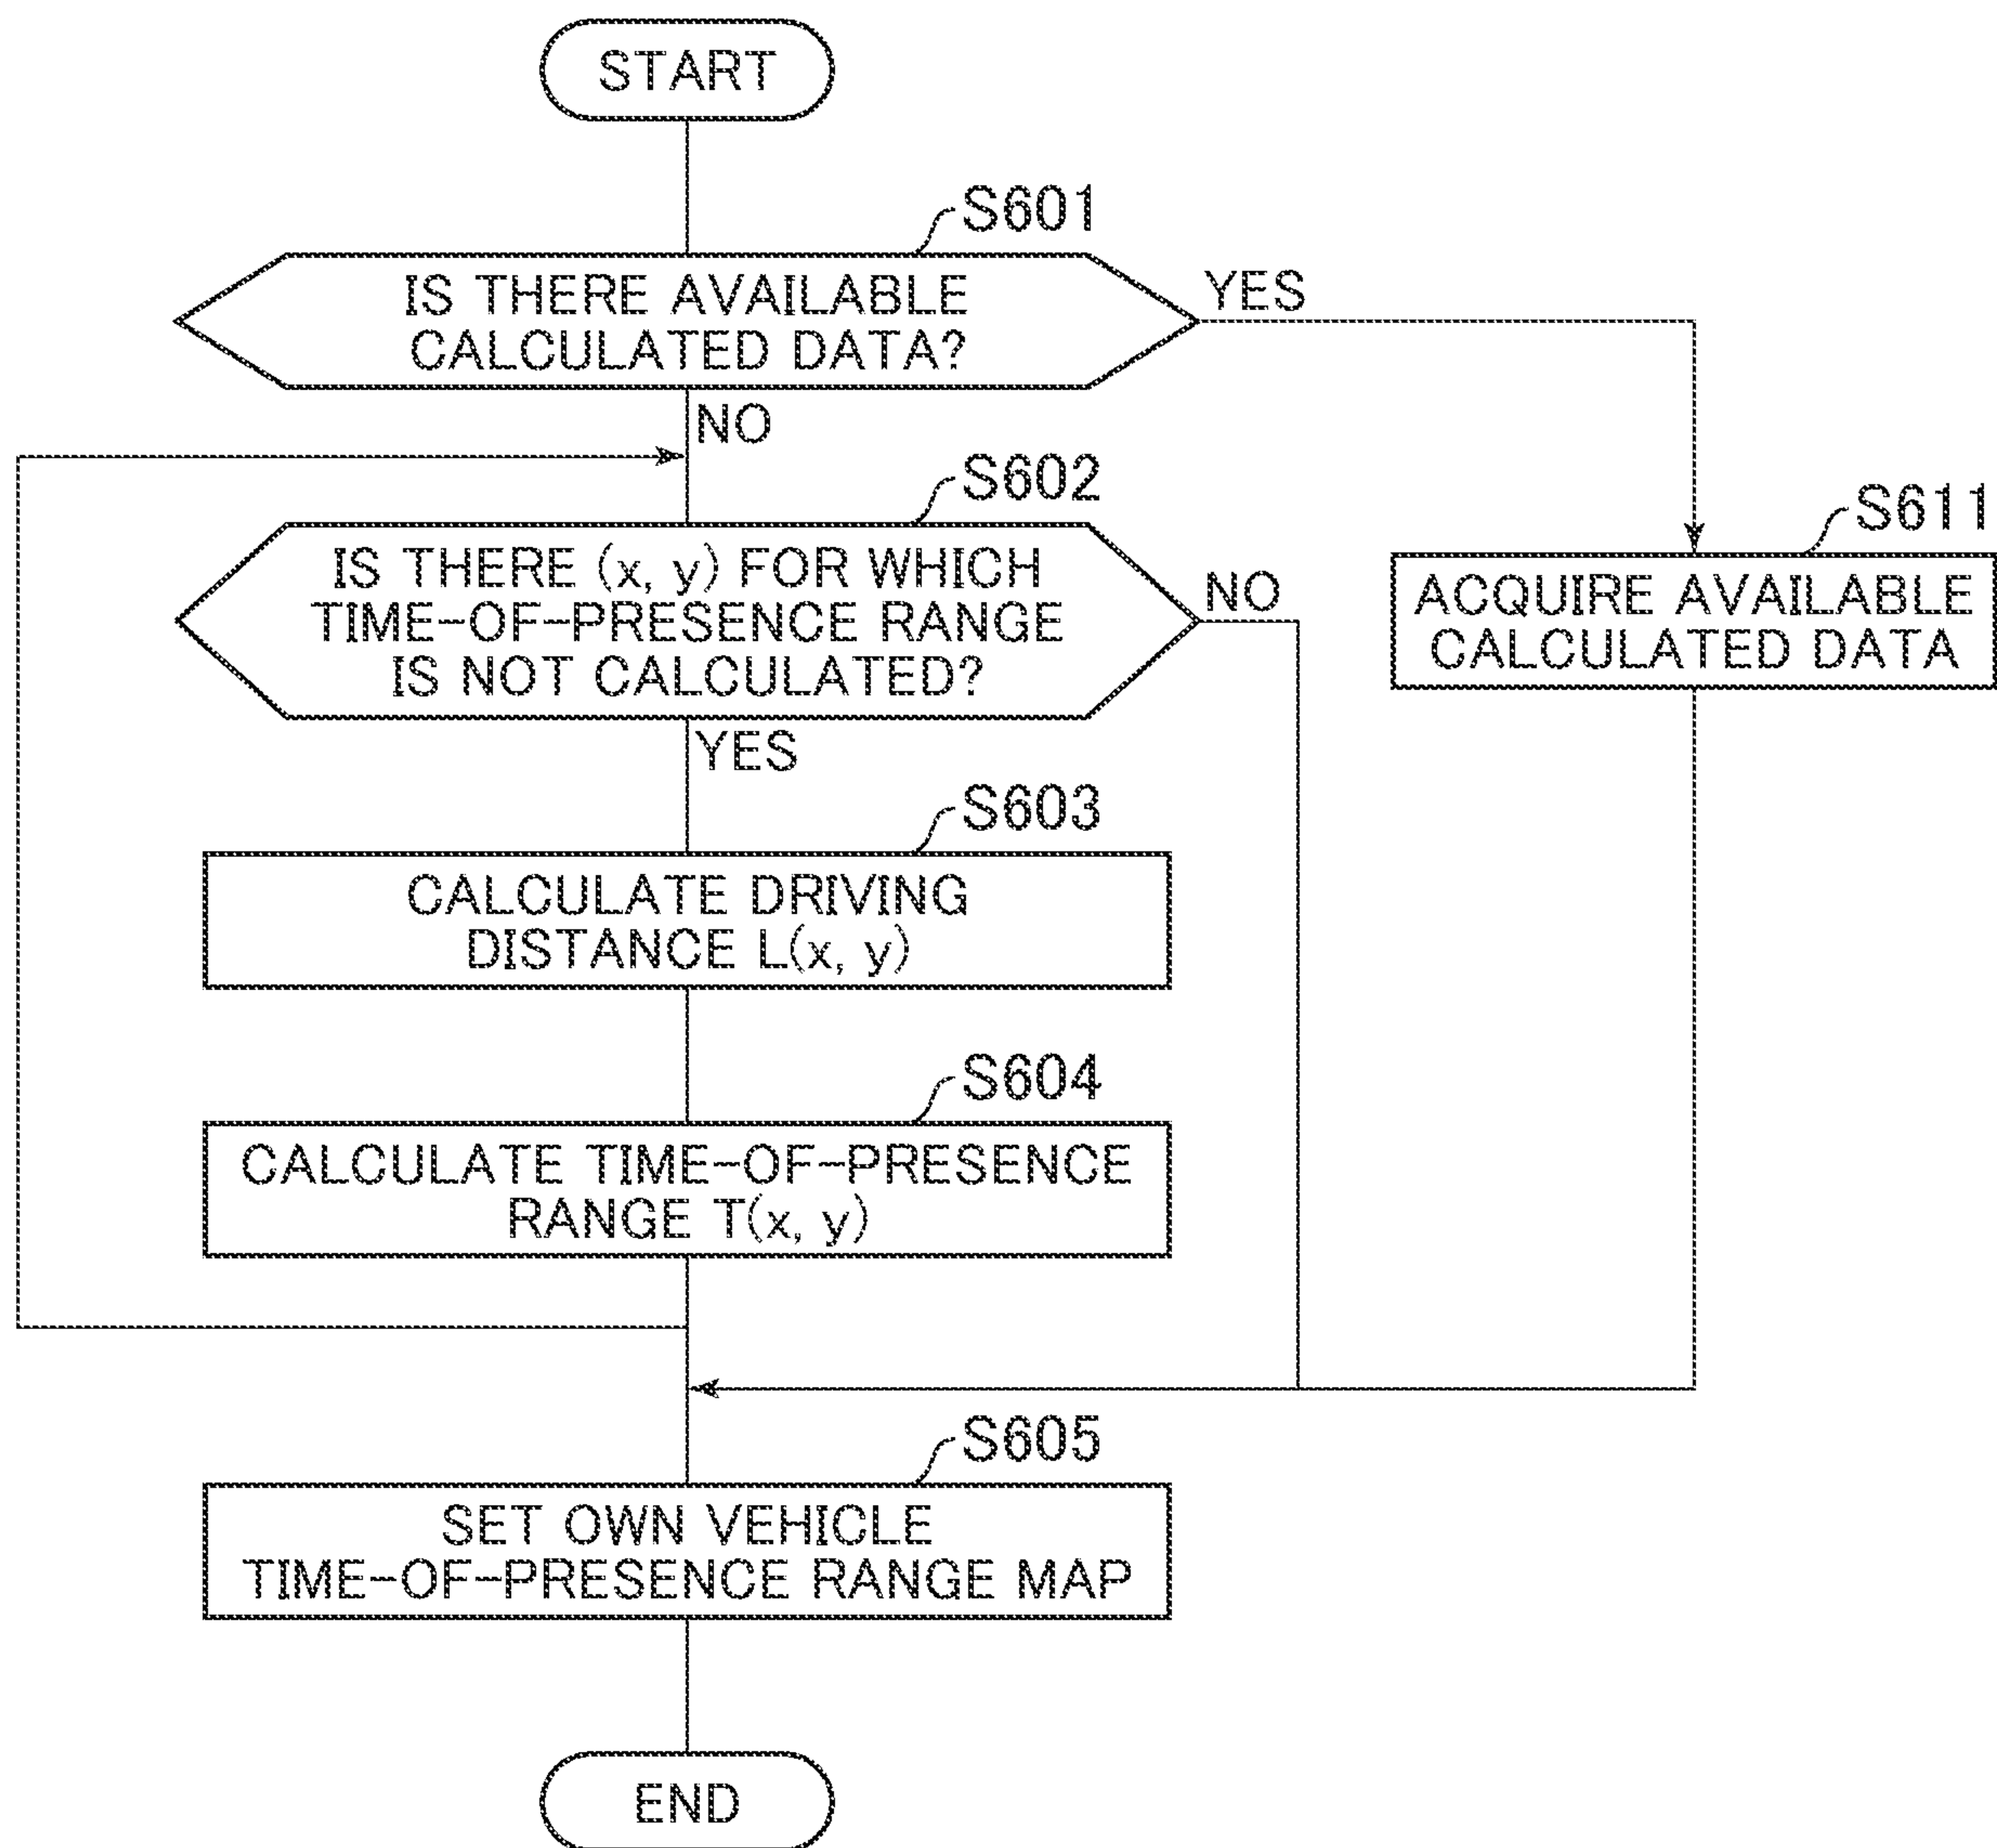 START
S601
IS THERE AVAILABLE
CALCULATED DATA?
YES
NO
S602
IS THERE (x, y) FOR WHICH
TIME-OF-PRESENCE RANGE
IS NOT CALCULATED?
NO
YES
S611
ACQUIRE AVAILABLE
CALCULATED DATA
S603
CALCULATE DRIVING
DISTANCE L(x, y)
S604
CALCULATE TIME-OF-PRESENCE
RANGE T(x, y)
S605
SET OWN VEHICLE
TIME-OF-PRESENCE RANGE MAP
END